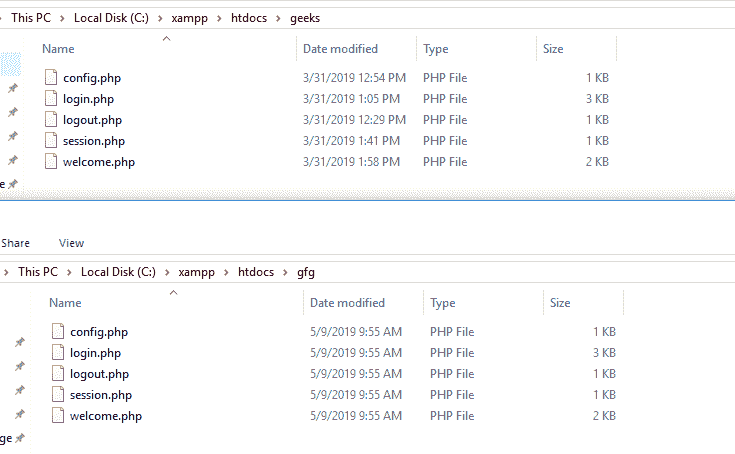 This PC > Local Disk (C:) > xampp > htdocs > geeks
Name Date modified Type Size
config.php 3/31/2019 12:54 PM PHP File 1 KB
login.php 3/31/2019 1:05 PM PHP File 3 KB
logout.php 3/31/2019 12:29 PM PHP File 1 KB
session.php 3/31/2019 1:41 PM PHP File 1 KB
welcome.php 3/31/2019 1:58 PM PHP File 2 KB
e
Share View
> This PC > Local Disk (C:) > xampp > htdocs > gfg
Name Date modified Type Size
config.php 5/9/2019 9:55 AM PHP File 1 KB
login.php 5/9/2019 9:55 AM PHP File 3 KB
logout.php 5/9/2019 9:55 AM PHP File 1 KB
session.php 5/9/2019 9:55 AM PHP File 1 KB
welcome.php 5/9/2019 9:55 AM PHP File 2 KB
ge